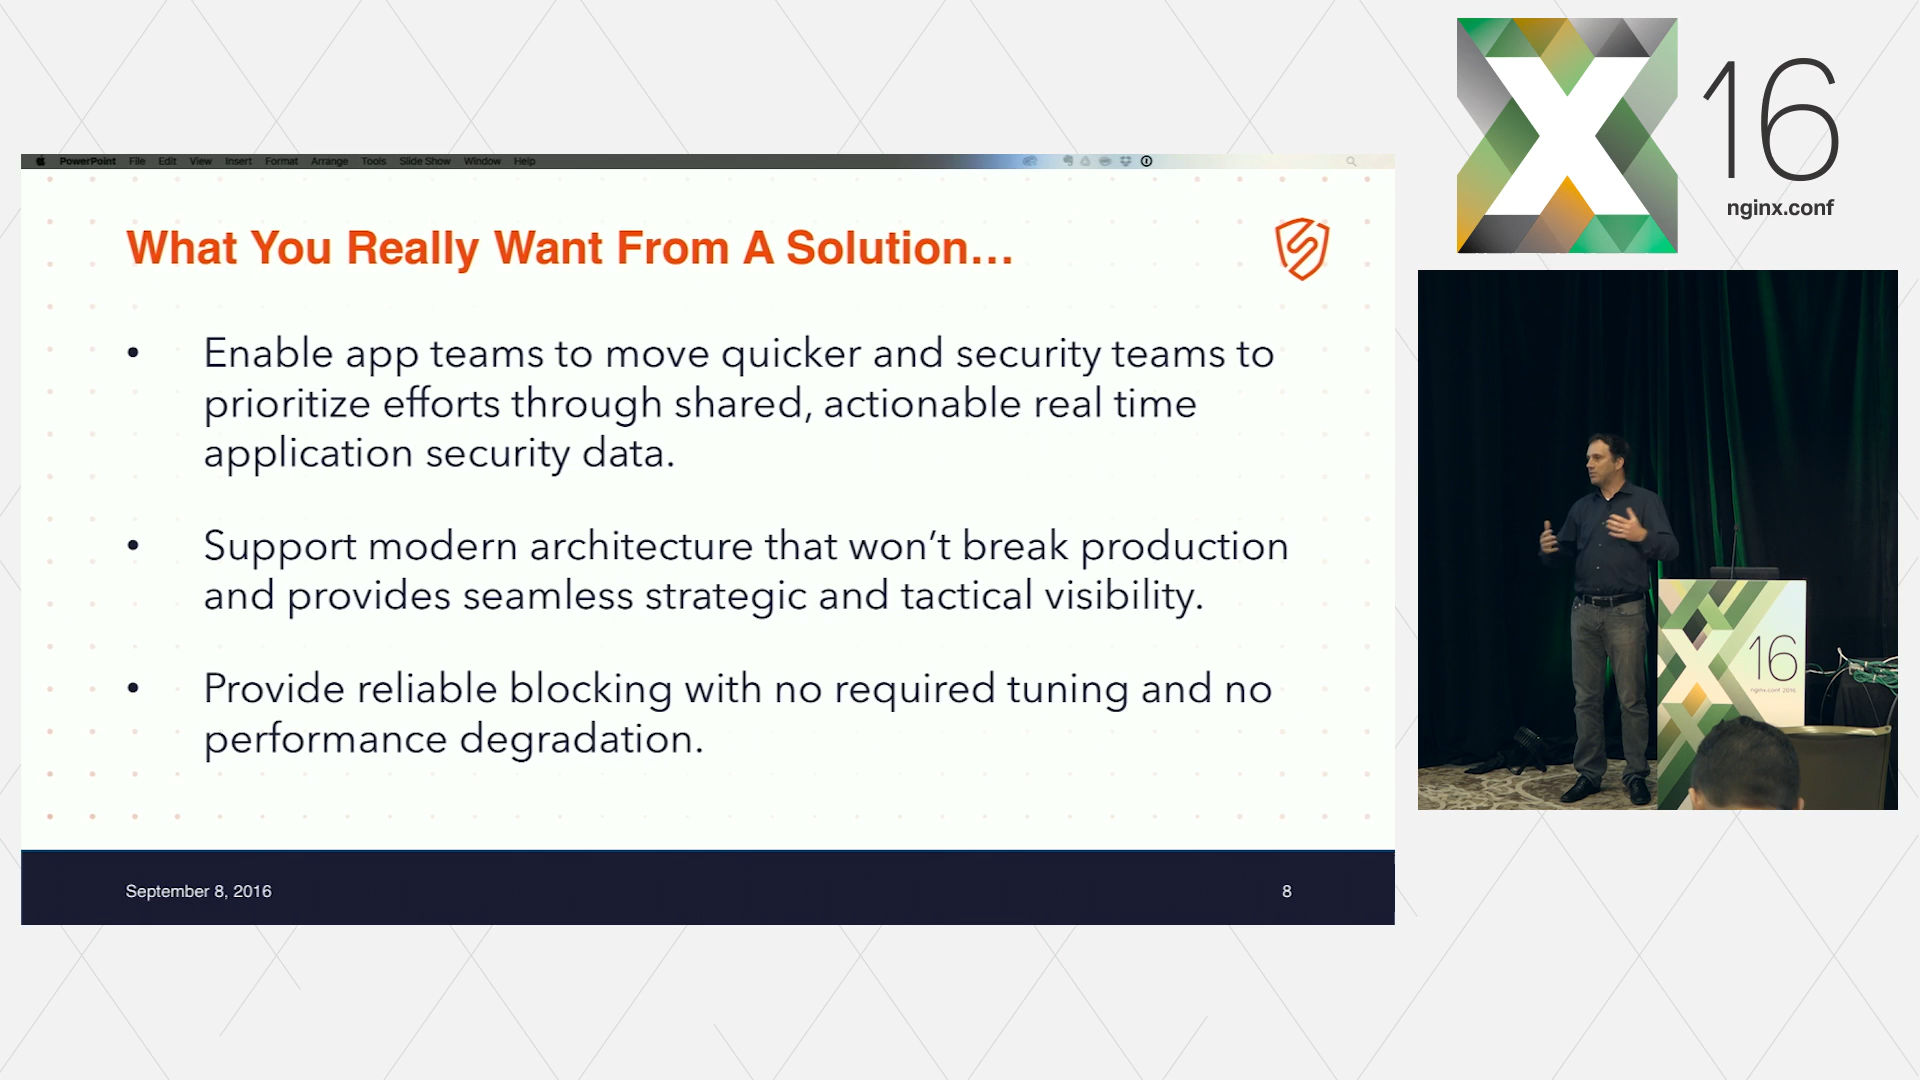 PowerPoint File Edit View Insert Format Arrange Tools Slide Show Window Help
What You Really Want From A Solution...
• Enable app teams to move quicker and security teams to
prioritize efforts through shared, actionable real time
application security data.
• Support modern architecture that won’t break production
and provides seamless strategic and tactical visibility.
• Provide reliable blocking with no required tuning and no
performance degradation.
September 8, 2016
8
X 16
nginx.conf
X 16
nginx.conf 2016